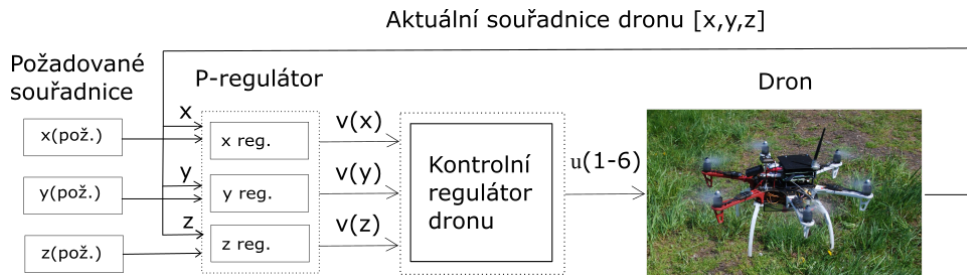 Aktuální souřadnice dronu [x,y,z]
Požadované
souřadnice
P-regulátor
Dron
x
x(pož.)
x reg.
v(x)
y
y(pož.)
y reg.
v(y)
z
z(pož.)
z reg.
v(z)
Kontrolní
regulátor
dronu
u(1-6)